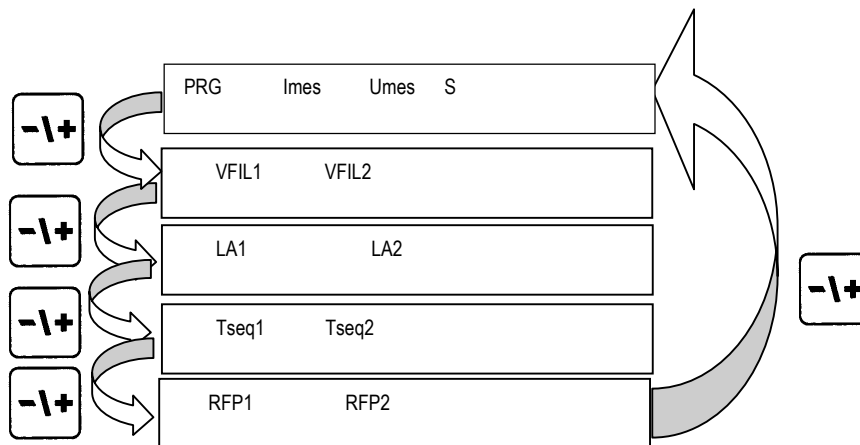 PRG Imes Umes S
-\+
VFIL1 VFIL2
-\+
LA1 LA2
-\+
-\+
Tseq1 Tseq2
-\+
RFP1 RFP2